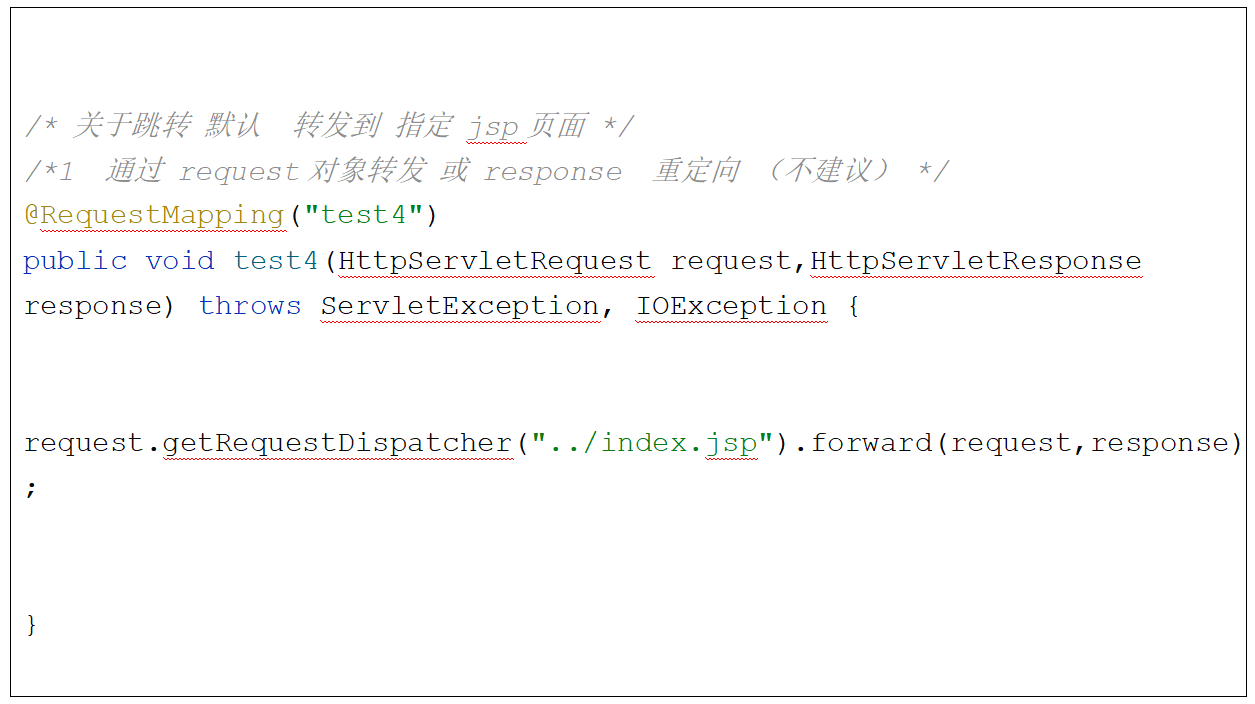 /* 关于跳转 默认  转发到 指定 jsp 页面 */
/*1  通过 request 对象转发 或 response  重定向 （不建议） */
@RequestMapping("test4")
public void test4(HttpServletRequest request,HttpServletResponse
response) throws ServletException, IOException {
request.getRequestDispatcher("../index.jsp").forward(request,response)
;
}